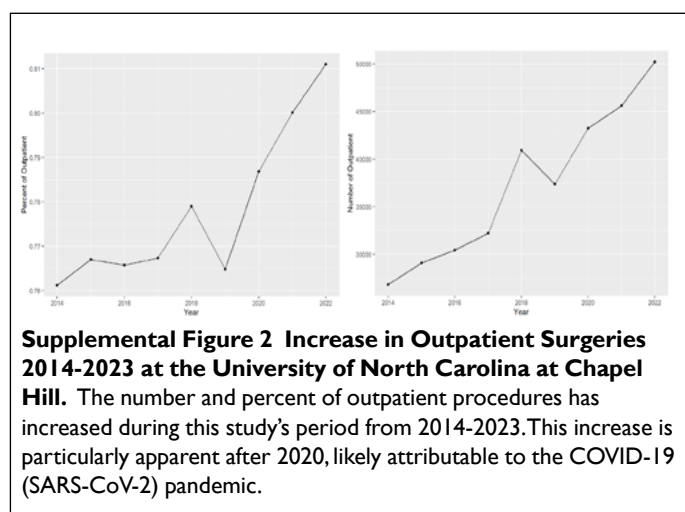 0.81
0.80
0.79
0.78
0.77
0.76
Percent of Outpatient
2014
2016
2018
2020
2022
Year
50000
45000
40000
35000
30000
Number of Outpatient
2014
2016
2018
2020
2022
Year
Supplemental Figure 2 Increase in Outpatient Surgeries
2014-2023 at the University of North Carolina at Chapel
Hill. The number and percent of outpatient procedures has
increased during this study's period from 2014-2023.This increase is
particularly apparent after 2020, likely attributable to the COVID-19
(SARS-CoV-2) pandemic.